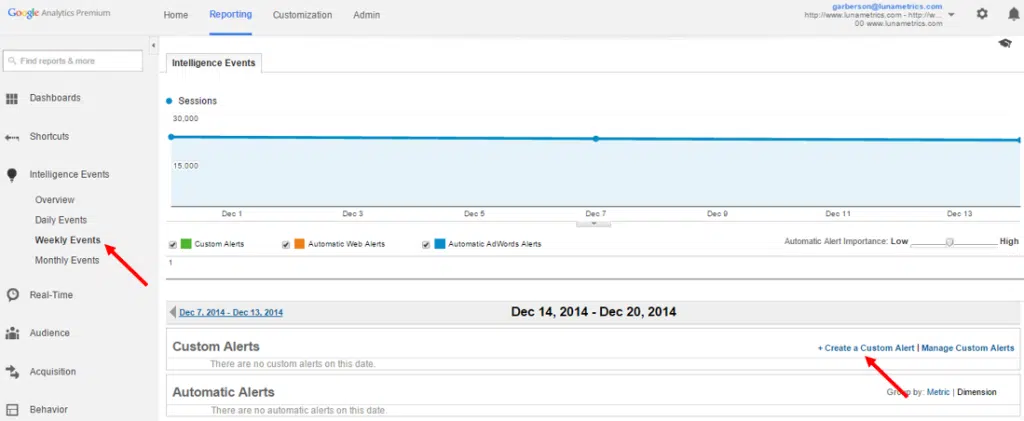 Google Analytics Premium
Home Reporting Customization Admin
garberson@lunametrics.com
http://www.lunametrics.com - http://w...
00 www.lunametrics.com
Find reports & more
Dashboards
Shortcuts
Intelligence Events
Overview
Daily Events
Weekly Events
Monthly Events
Real-Time
Audience
Acquisition
Behavior
Intelligence Events
Sessions
30,000
15,000
Dec 1 Dec 3 Dec 5 Dec 7 Dec 9 Dec 11 Dec 13
Custom Alerts Automatic Web Alerts Automatic AdWords Alerts
Automatic Alert Importance: Low High
1
Dec 7, 2014 - Dec 13, 2014
Dec 14, 2014 - Dec 20, 2014
Custom Alerts
+ Create a Custom Alert | Manage Custom Alerts
There are no custom alerts on this date.
Automatic Alerts
Group by: Metric | Dimension
There are no automatic alerts on this date.